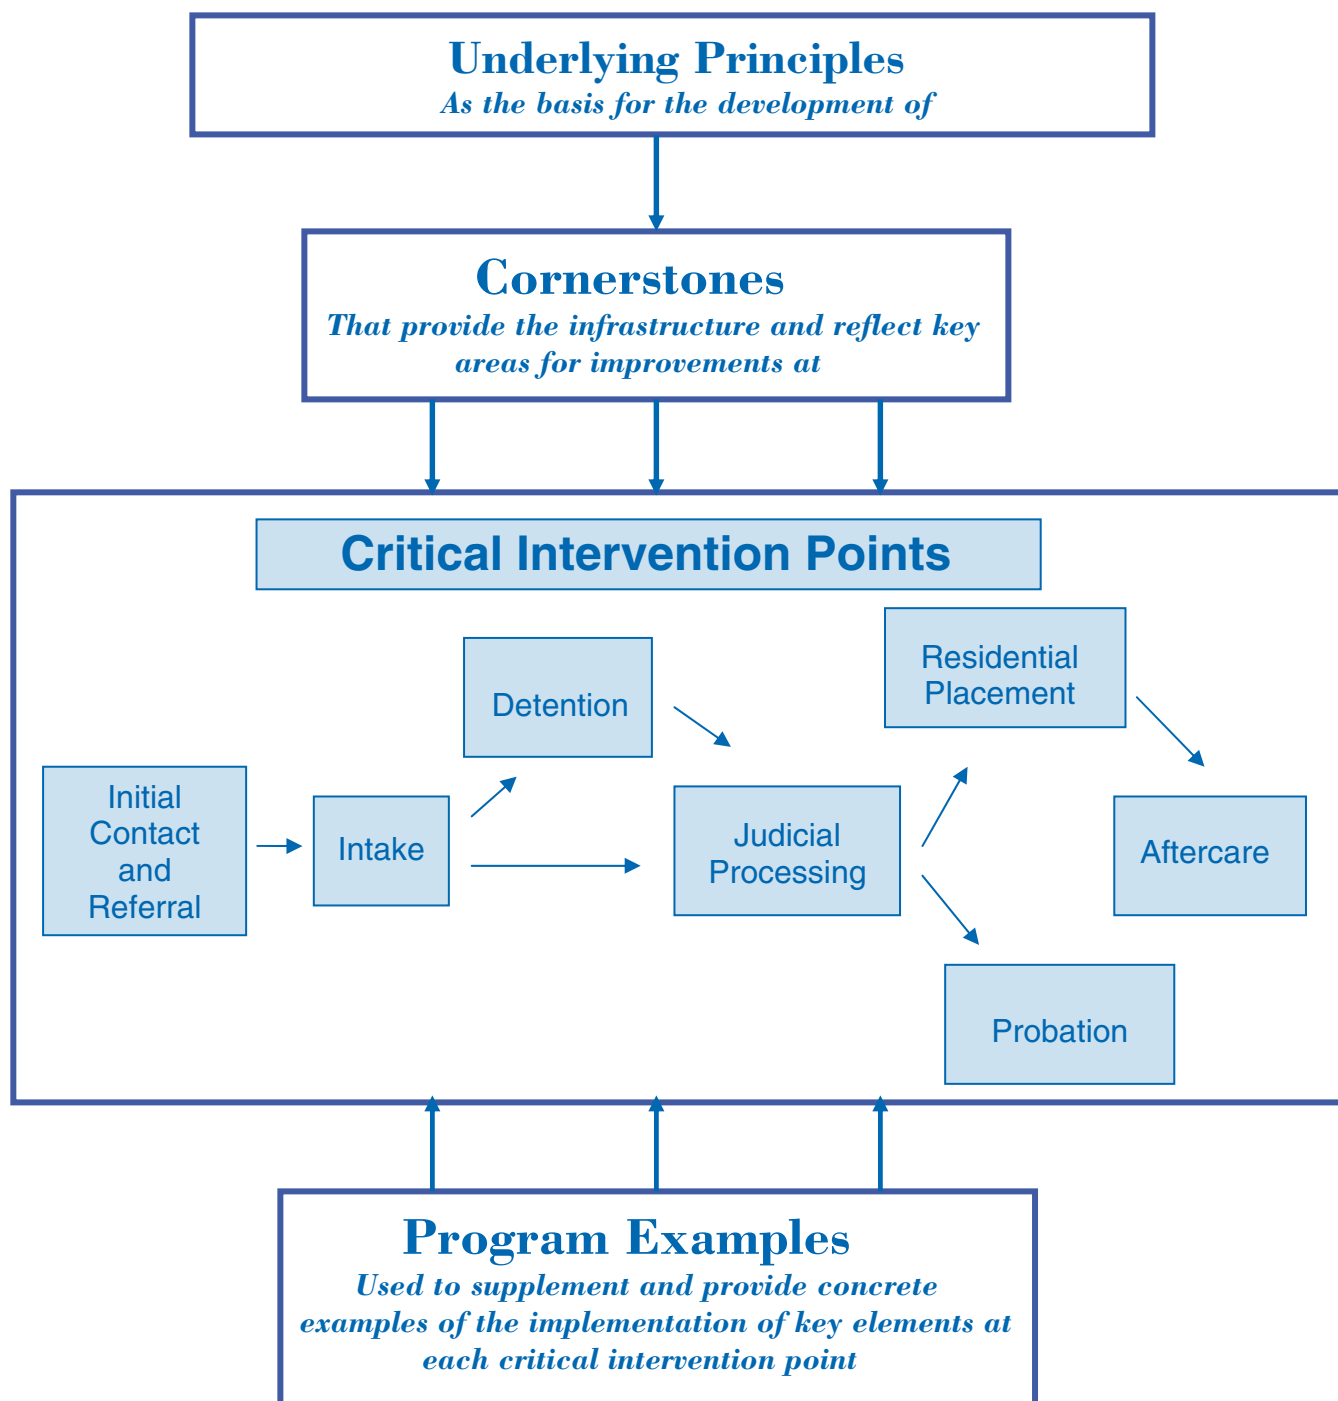 Underlying Principles
As the basis for the development of
Cornerstones
That provide the infrastructure and reflect key
areas for improvements at
Critical Intervention Points
Initial
Contact
and
Referral
Intake
Detention
Judicial
Processing
Residential
Placement
Aftercare
Probation
Program Examples
Used to supplement and provide concrete
examples of the implementation of key elements at
each critical intervention point